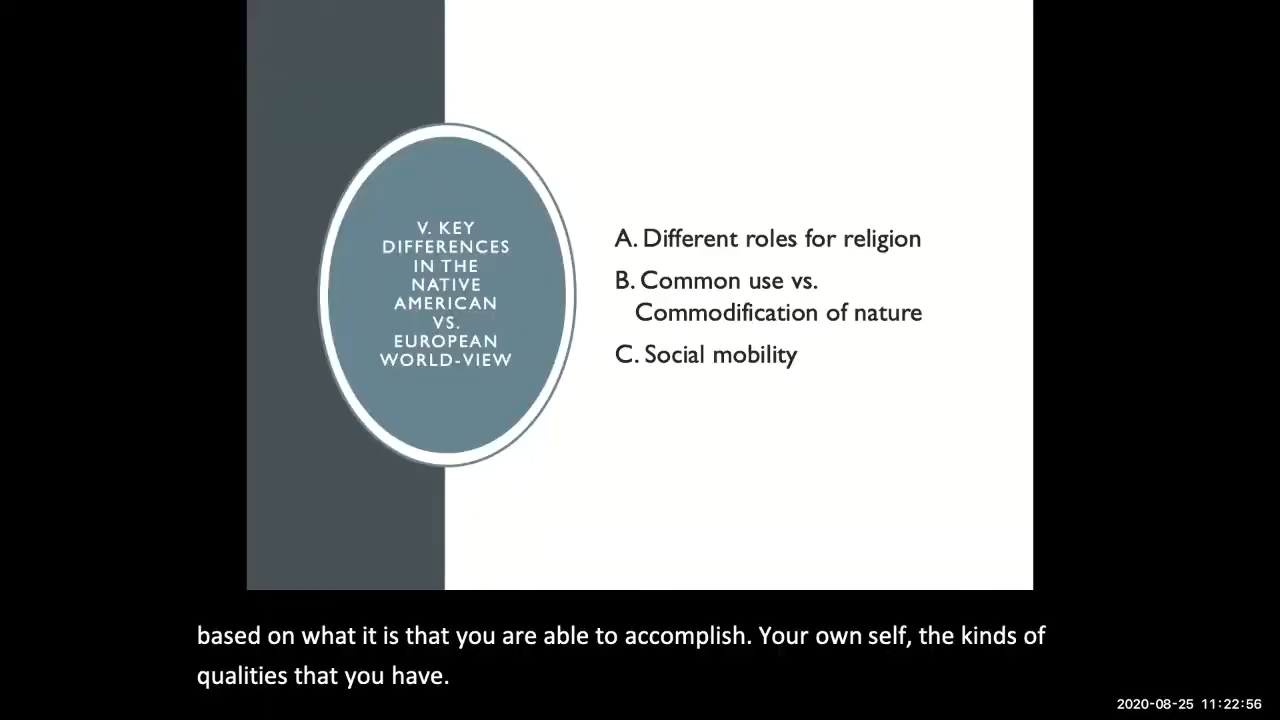 V. KEY
DIFFERENCES
IN THE
NATIVE
AMERICAN
VS.
EUROPEAN
WORLD-VIEW
A. Different roles for religion
B. Common use vs.
Commodification of nature
C. Social mobility
based on what it is that you are able to accomplish. Your own self, the kinds of
qualities that you have.
2020-08-25 11:22:56